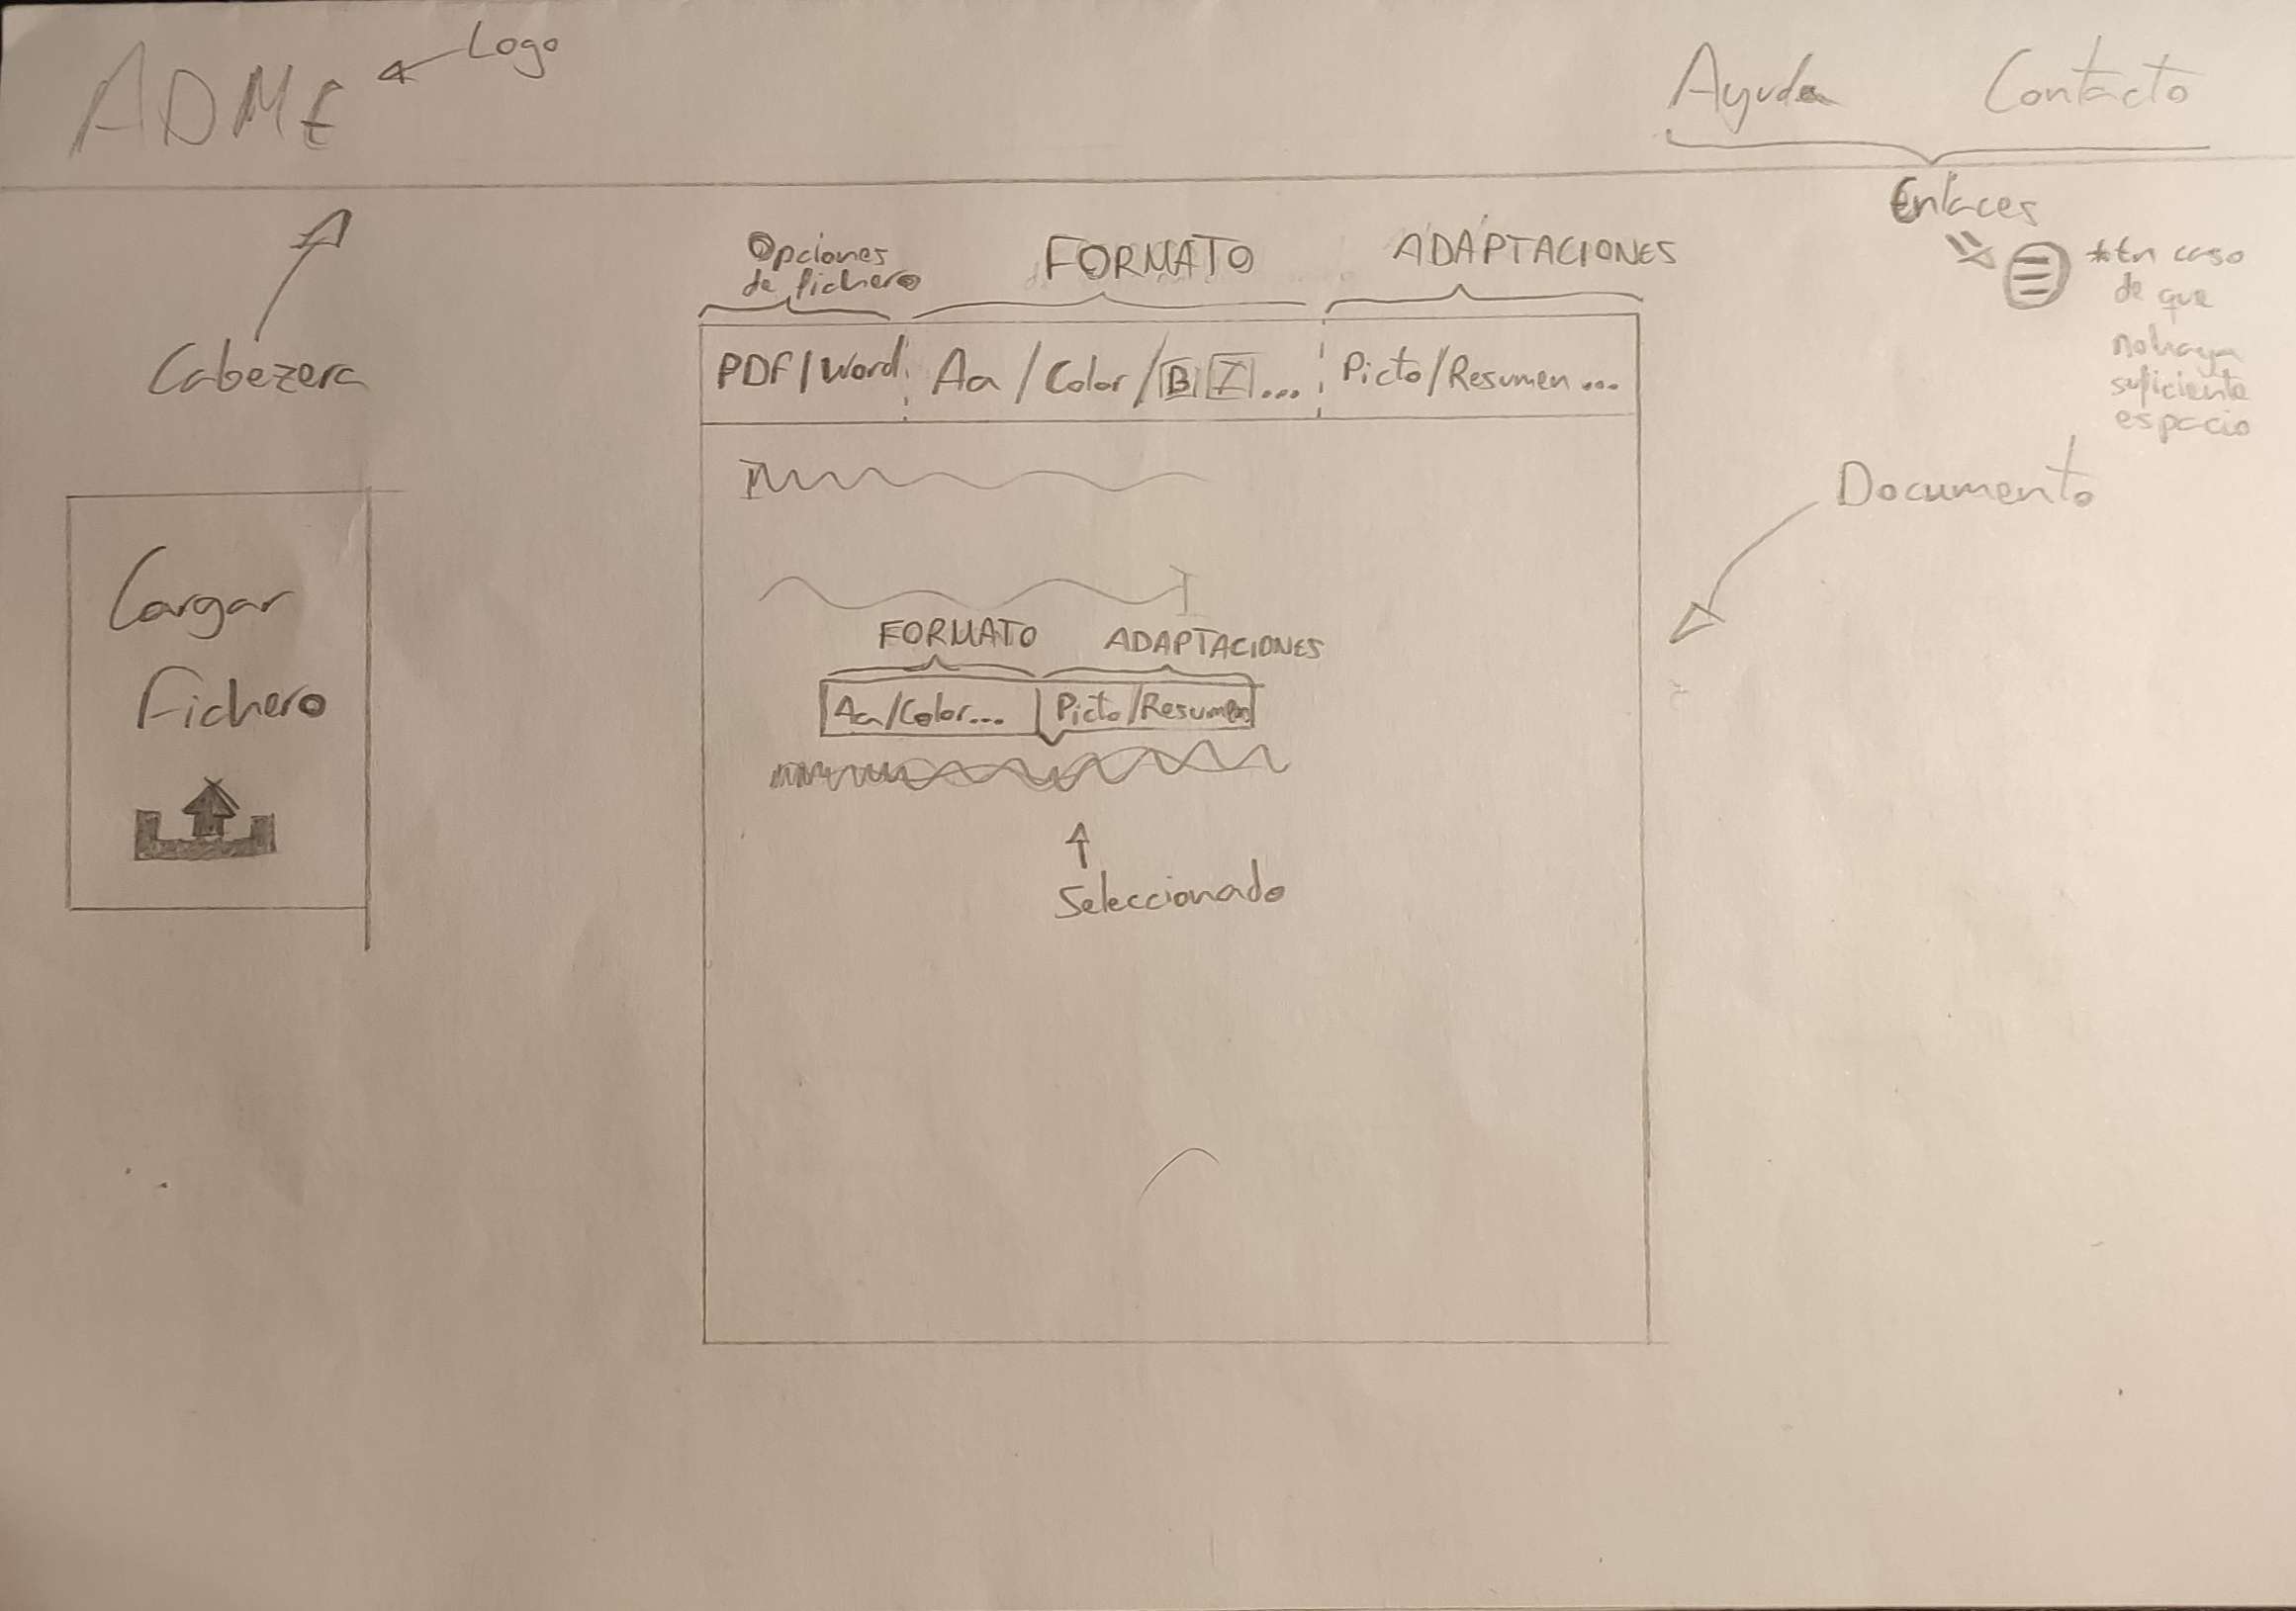 ADME
Logo
Ayuda Contacto
Enlaces
*En caso
de que
no haya
suficiente
espacio
Cabezera
Opciones
de fichero
FORMATO
ADAPTACIONES
PDF/Word Aa/Color/B I... Picto/Resumen...
Documento
Cargar
Fichero
FORMATO ADAPTACIONES
Aa/Color... Picto/Resumen
Seleccionado